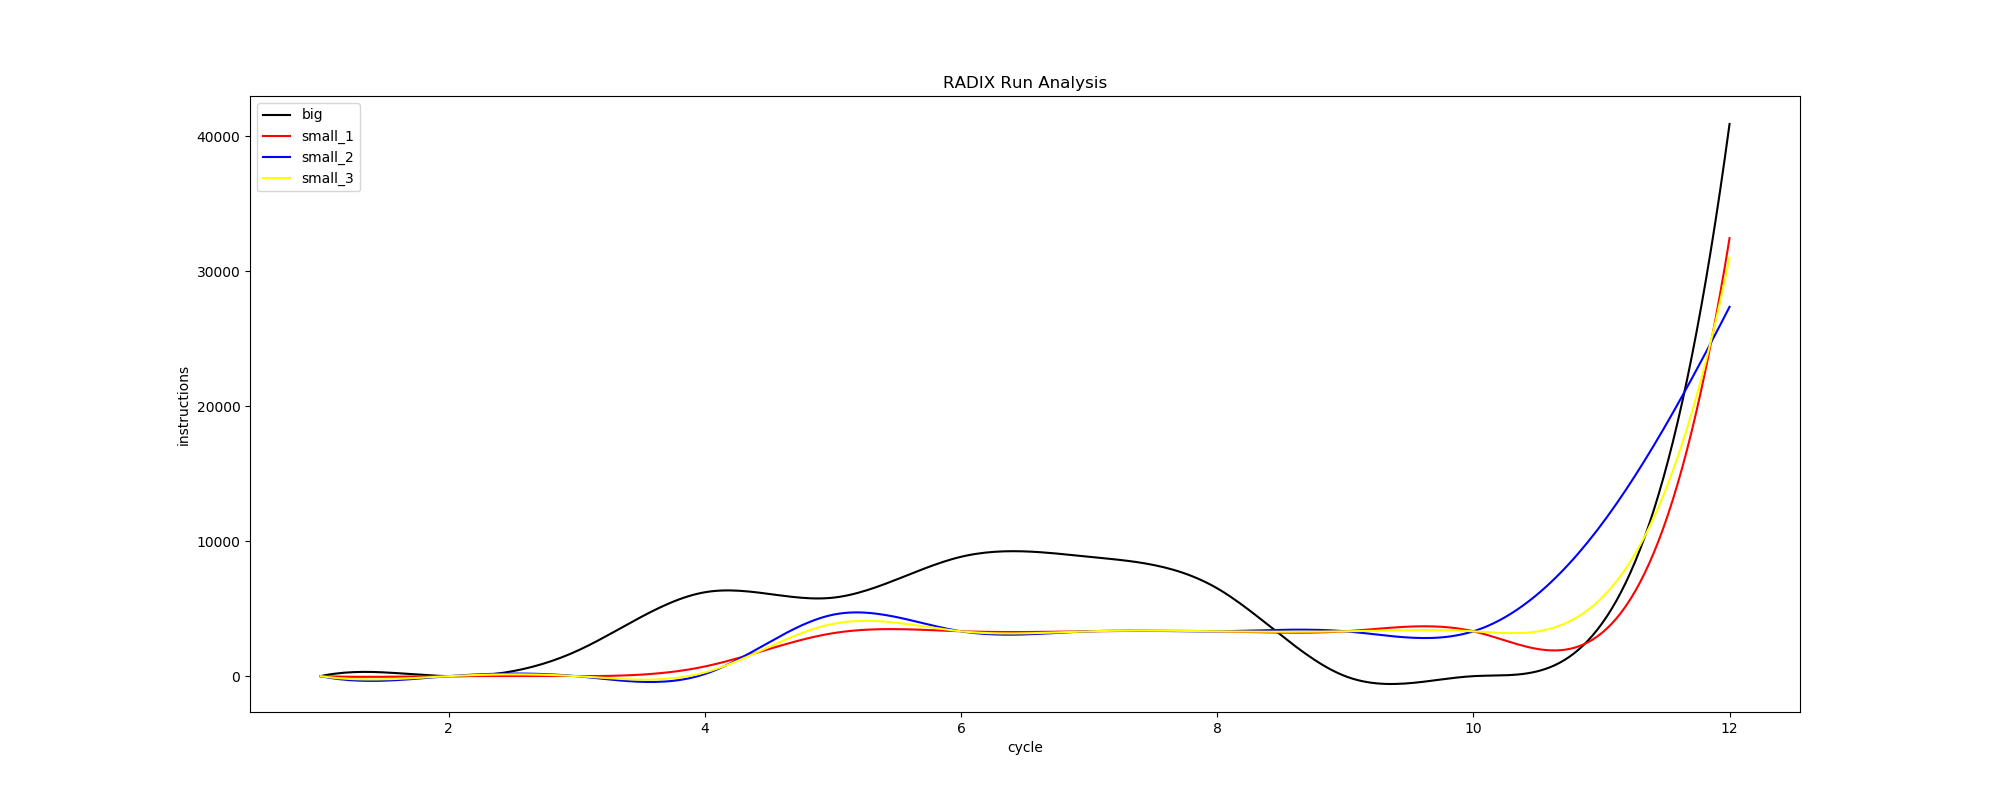 RADIX Run Analysis
big
small_1
small_2
small_3
40000
30000
20000
10000
0
instructions
2 4 6 8 10 12
cycle